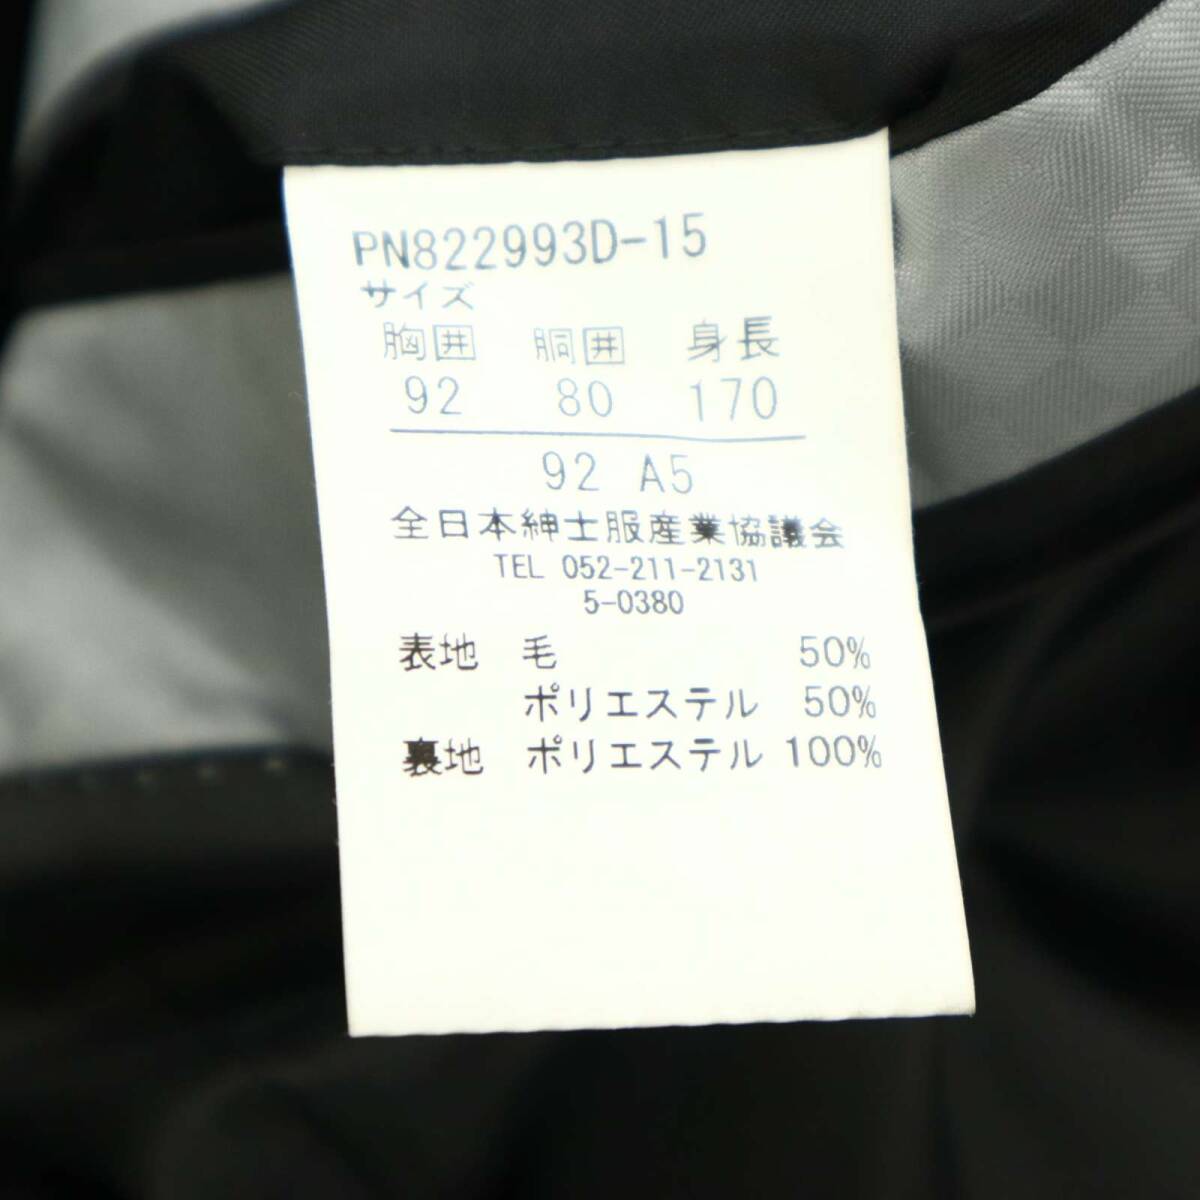 PN822993D-15
サイズ
胸囲 胴囲 身長
92 80 170
92 A5
全日本紳士服産業協議会
TEL 052-211-2131
5-0380
表地 毛 50%
ポリエステル 50%
裏地 ポリエステル 100%